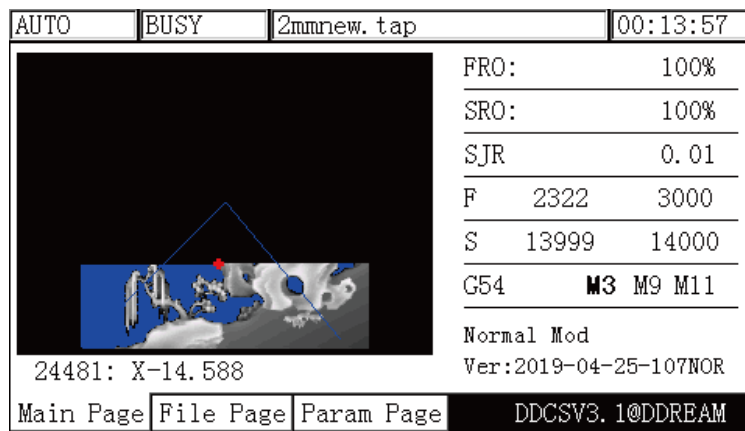 AUTO BUSY 2mmnew.tap 00:13:57
FRO: 100%
SRO: 100%
SJR 0.01
F 2322 3000
S 13999 14000
G54 M3 M9 M11
Normal Mod
Ver:2019-04-25-107NOR
24481: X-14.588
Main Page File Page Param Page DDCSV3.1@DDREAM